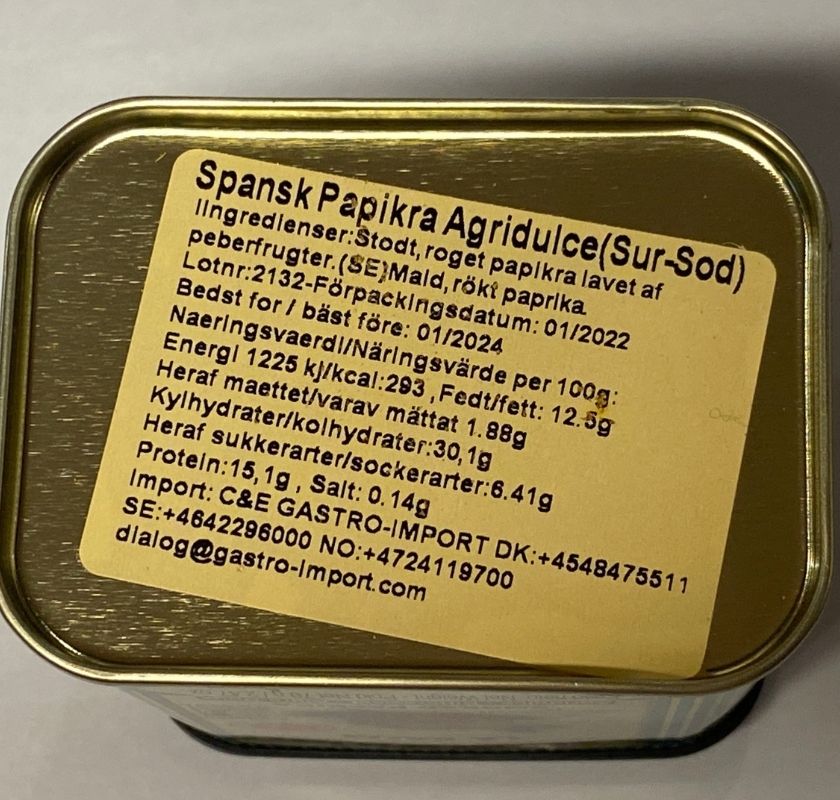 Spansk Papikra Agridulce(Sur-Sod)
IIngredienser:Stodt,roget papikra lavet af
peberfrugter.(SE)Mald,rökt paprika
Lotnr:2132-Förpackingsdatum: 01/2022
Bedst for / bäst före: 01/2024
Naeringsvaerdi/Näringsvärde per 100g:
Energi 1225 kj/kcal:293 ,Fedt/fett: 12.5g
Heraf maettet/varav mättat 1.88g
Kylhydrater/kolhydrater:30,1g
Heraf sukkerarter/sockerarter:6.41g
Protein:15,1g , Salt: 0.14g
Import: C&E GASTRO-IMPORT DK:+4548475511
SE:+4642296000 NO:+4724119700
dialog@gastro-import.com